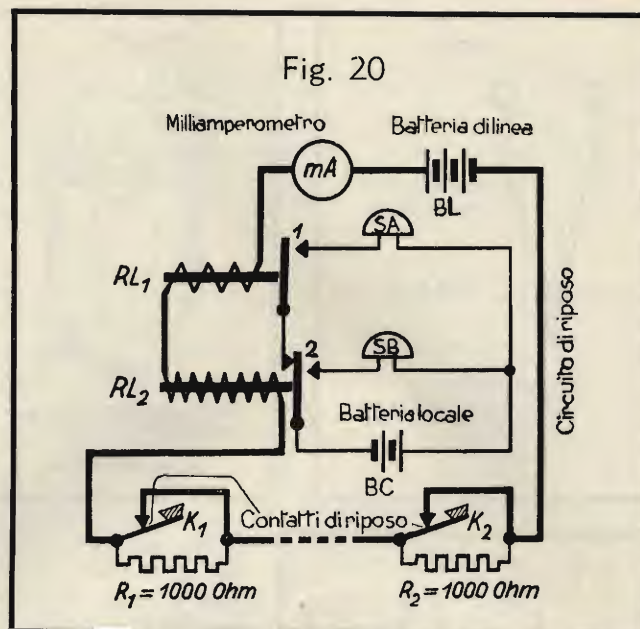 Fig. 20
Milliamperometro
Batteria di linea
mA
BL
1
SA
RL1
Circuito di riposo
2
SB
RL2
Batteria locale
BC
K1
Contatti di riposo
K2
R1 = 1000 Ohm
R2 = 1000 Ohm